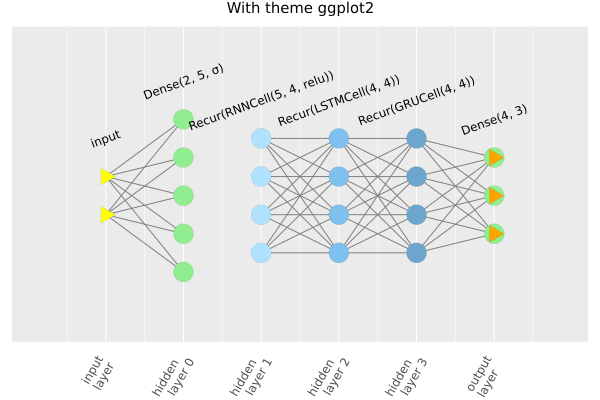 With theme ggplot2
input
Dense(2, 5, σ)
Recur(RNNCell(5, 4, relu))
Recur(LSTMCell(4, 4))
Recur(GRUCell(4, 4))
Dense(4, 3)
input
layer
hidden
layer 0
hidden
layer 1
hidden
layer 2
hidden
layer 3
output
layer